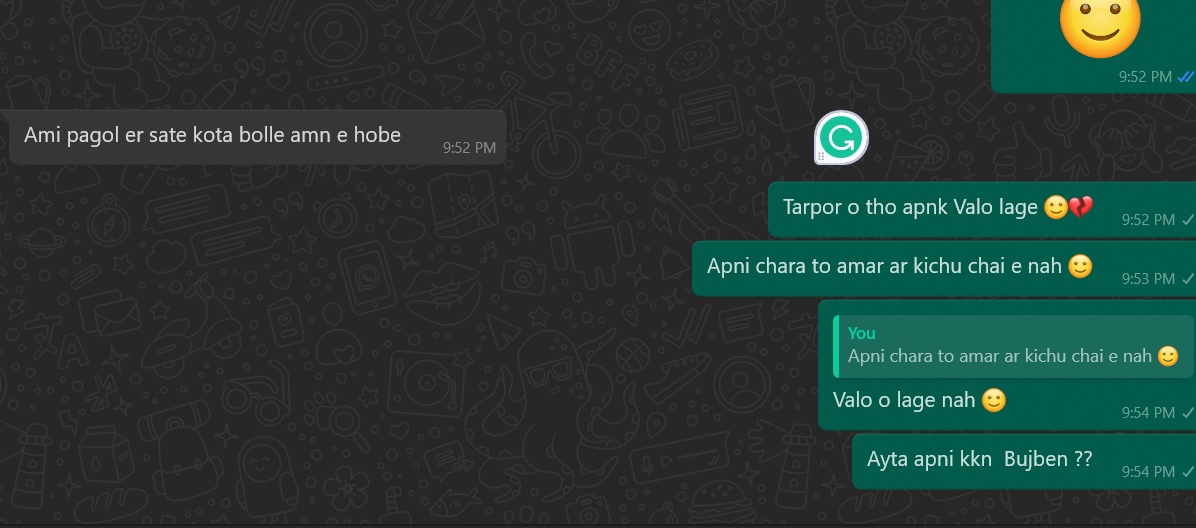 9:52 PM
Ami pagol er sate kota bolle amn e hobe
9:52 PM
Tarpor o tho apnk Valo lage 🙂💔
9:52 PM
Apni chara to amar ar kichu chai e nah 🙂
9:53 PM
You
Apni chara to amar ar kichu chai e nah 🙂
Valo o lage nah 🙂
9:54 PM
Ayta apni kkn Bujben ??
9:54 PM